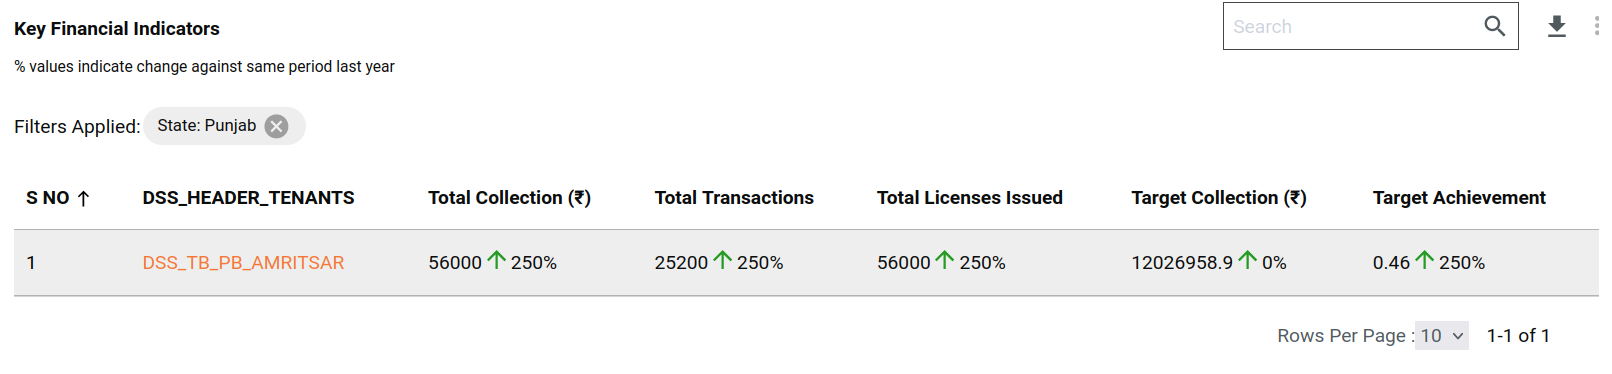 Key Financial Indicators
Search
% values indicate change against same period last year
Filters Applied: State: Punjab
S NO DSS_HEADER_TENANTS Total Collection (₹) Total Transactions Total Licenses Issued Target Collection (₹) Target Achievement
1 DSS_TB_PB_AMRITSAR 56000 250% 25200 250% 56000 250% 12026958.9 0% 0.46 250%
Rows Per Page : 10 1-1 of 1